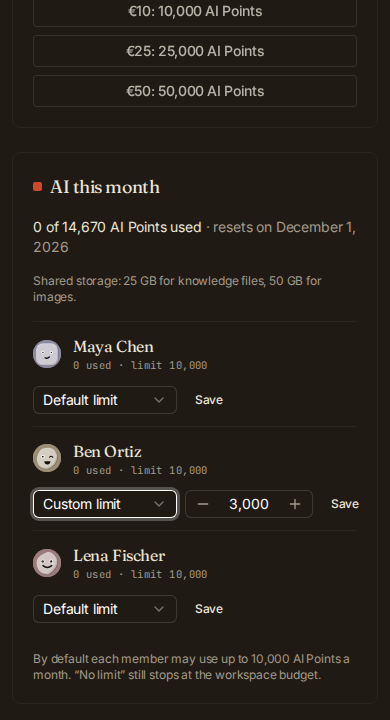 €10: 10,000 AI Points
€25: 25,000 AI Points
€50: 50,000 AI Points
AI this month
0 of 14,670 AI Points used · resets on December 1,
2026
Shared storage: 25 GB for knowledge files, 50 GB for
images.
Maya Chen
0 used · limit 10,000
Default limit
Save
Ben Ortiz
0 used · limit 10,000
Custom limit
− 3,000 +
Save
Lena Fischer
0 used · limit 10,000
Default limit
Save
By default each member may use up to 10,000 AI Points a
month. “No limit” still stops at the workspace budget.